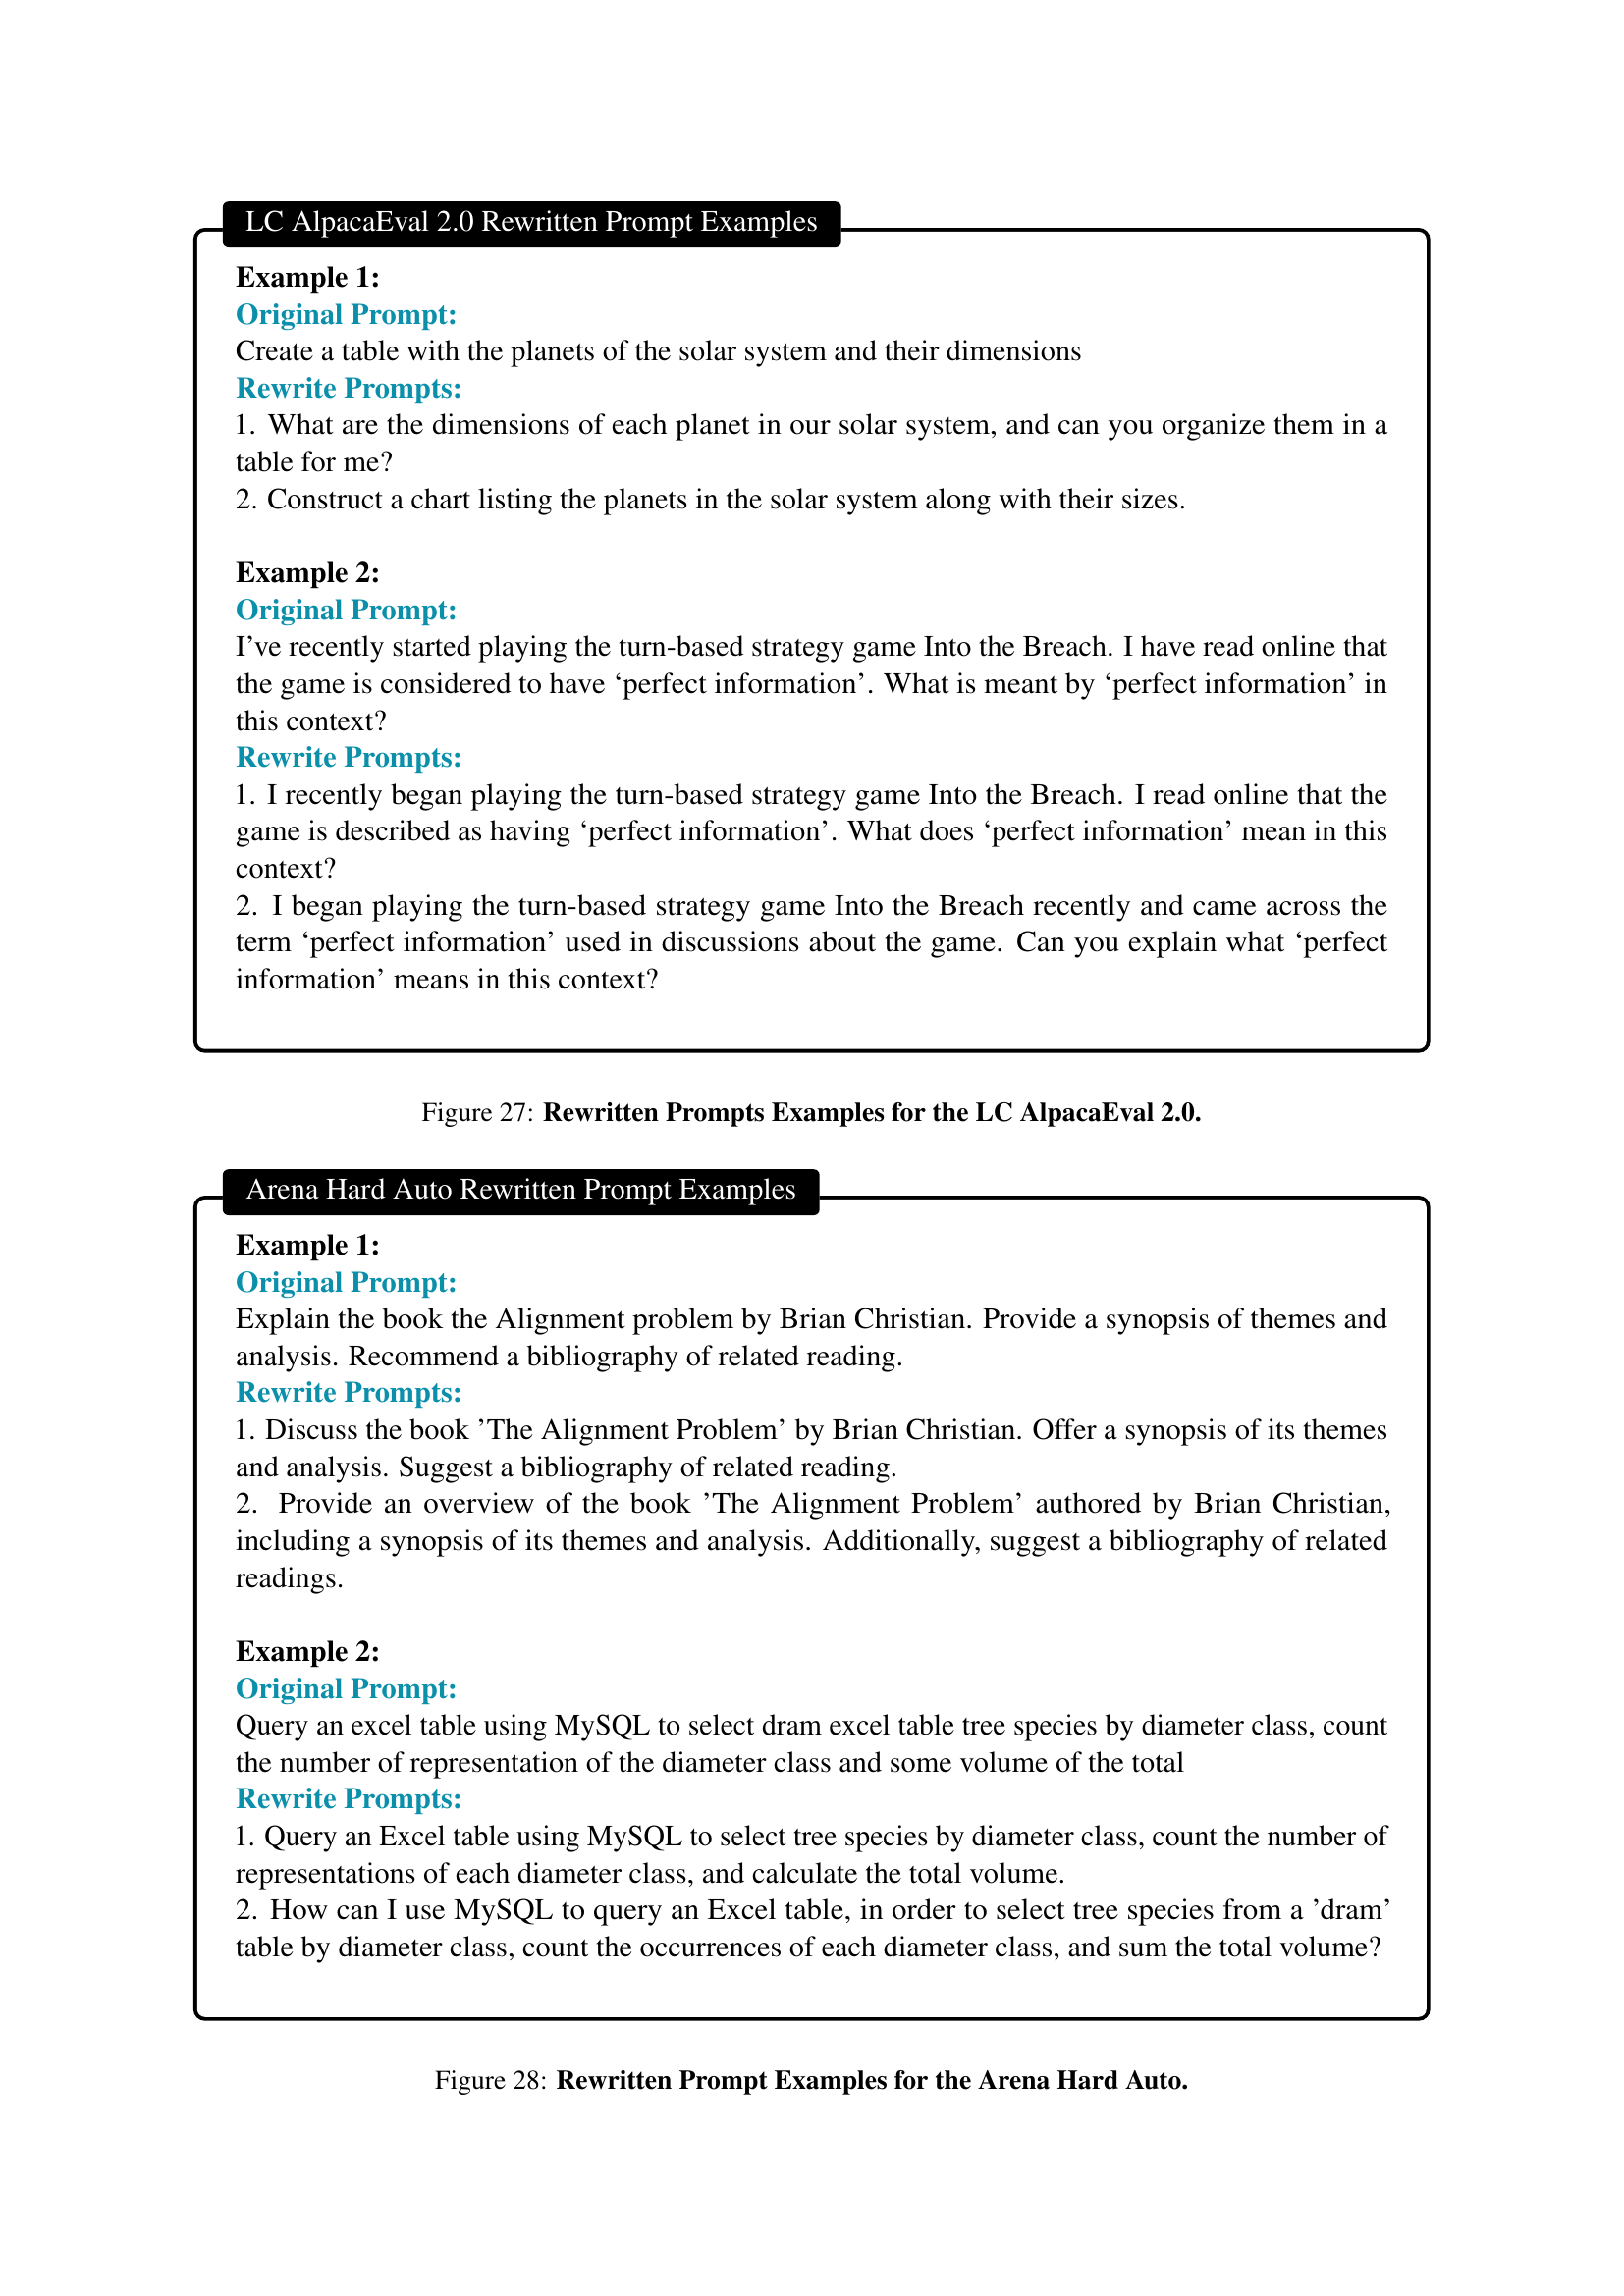 LC AlpacaEval 2.0 Rewritten Prompt Examples
Example 1:
Original Prompt:
Create a table with the planets of the solar system and their dimensions
Rewrite Prompts:
1. What are the dimensions of each planet in our solar system, and can you organize them in a
table for me?
2. Construct a chart listing the planets in the solar system along with their sizes.
Example 2:
Original Prompt:
I’ve recently started playing the turn-based strategy game Into the Breach. I have read online that
the game is considered to have ‘perfect information’. What is meant by ‘perfect information’ in
this context?
Rewrite Prompts:
1. I recently began playing the turn-based strategy game Into the Breach. I read online that the
game is described as having ‘perfect information’. What does ‘perfect information’ mean in this
context?
2. I began playing the turn-based strategy game Into the Breach recently and came across the
term ‘perfect information’ used in discussions about the game. Can you explain what ‘perfect
information’ means in this context?
Figure 27: Rewritten Prompts Examples for the LC AlpacaEval 2.0.
Arena Hard Auto Rewritten Prompt Examples
Example 1:
Original Prompt:
Explain the book the Alignment problem by Brian Christian. Provide a synopsis of themes and
analysis. Recommend a bibliography of related reading.
Rewrite Prompts:
1. Discuss the book ’The Alignment Problem’ by Brian Christian. Offer a synopsis of its themes
and analysis. Suggest a bibliography of related reading.
2. Provide an overview of the book ’The Alignment Problem’ authored by Brian Christian,
including a synopsis of its themes and analysis. Additionally, suggest a bibliography of related
readings.
Example 2:
Original Prompt:
Query an excel table using MySQL to select dram excel table tree species by diameter class, count
the number of representation of the diameter class and some volume of the total
Rewrite Prompts:
1. Query an Excel table using MySQL to select tree species by diameter class, count the number of
representations of each diameter class, and calculate the total volume.
2. How can I use MySQL to query an Excel table, in order to select tree species from a ’dram’
table by diameter class, count the occurrences of each diameter class, and sum the total volume?
Figure 28: Rewritten Prompt Examples for the Arena Hard Auto.